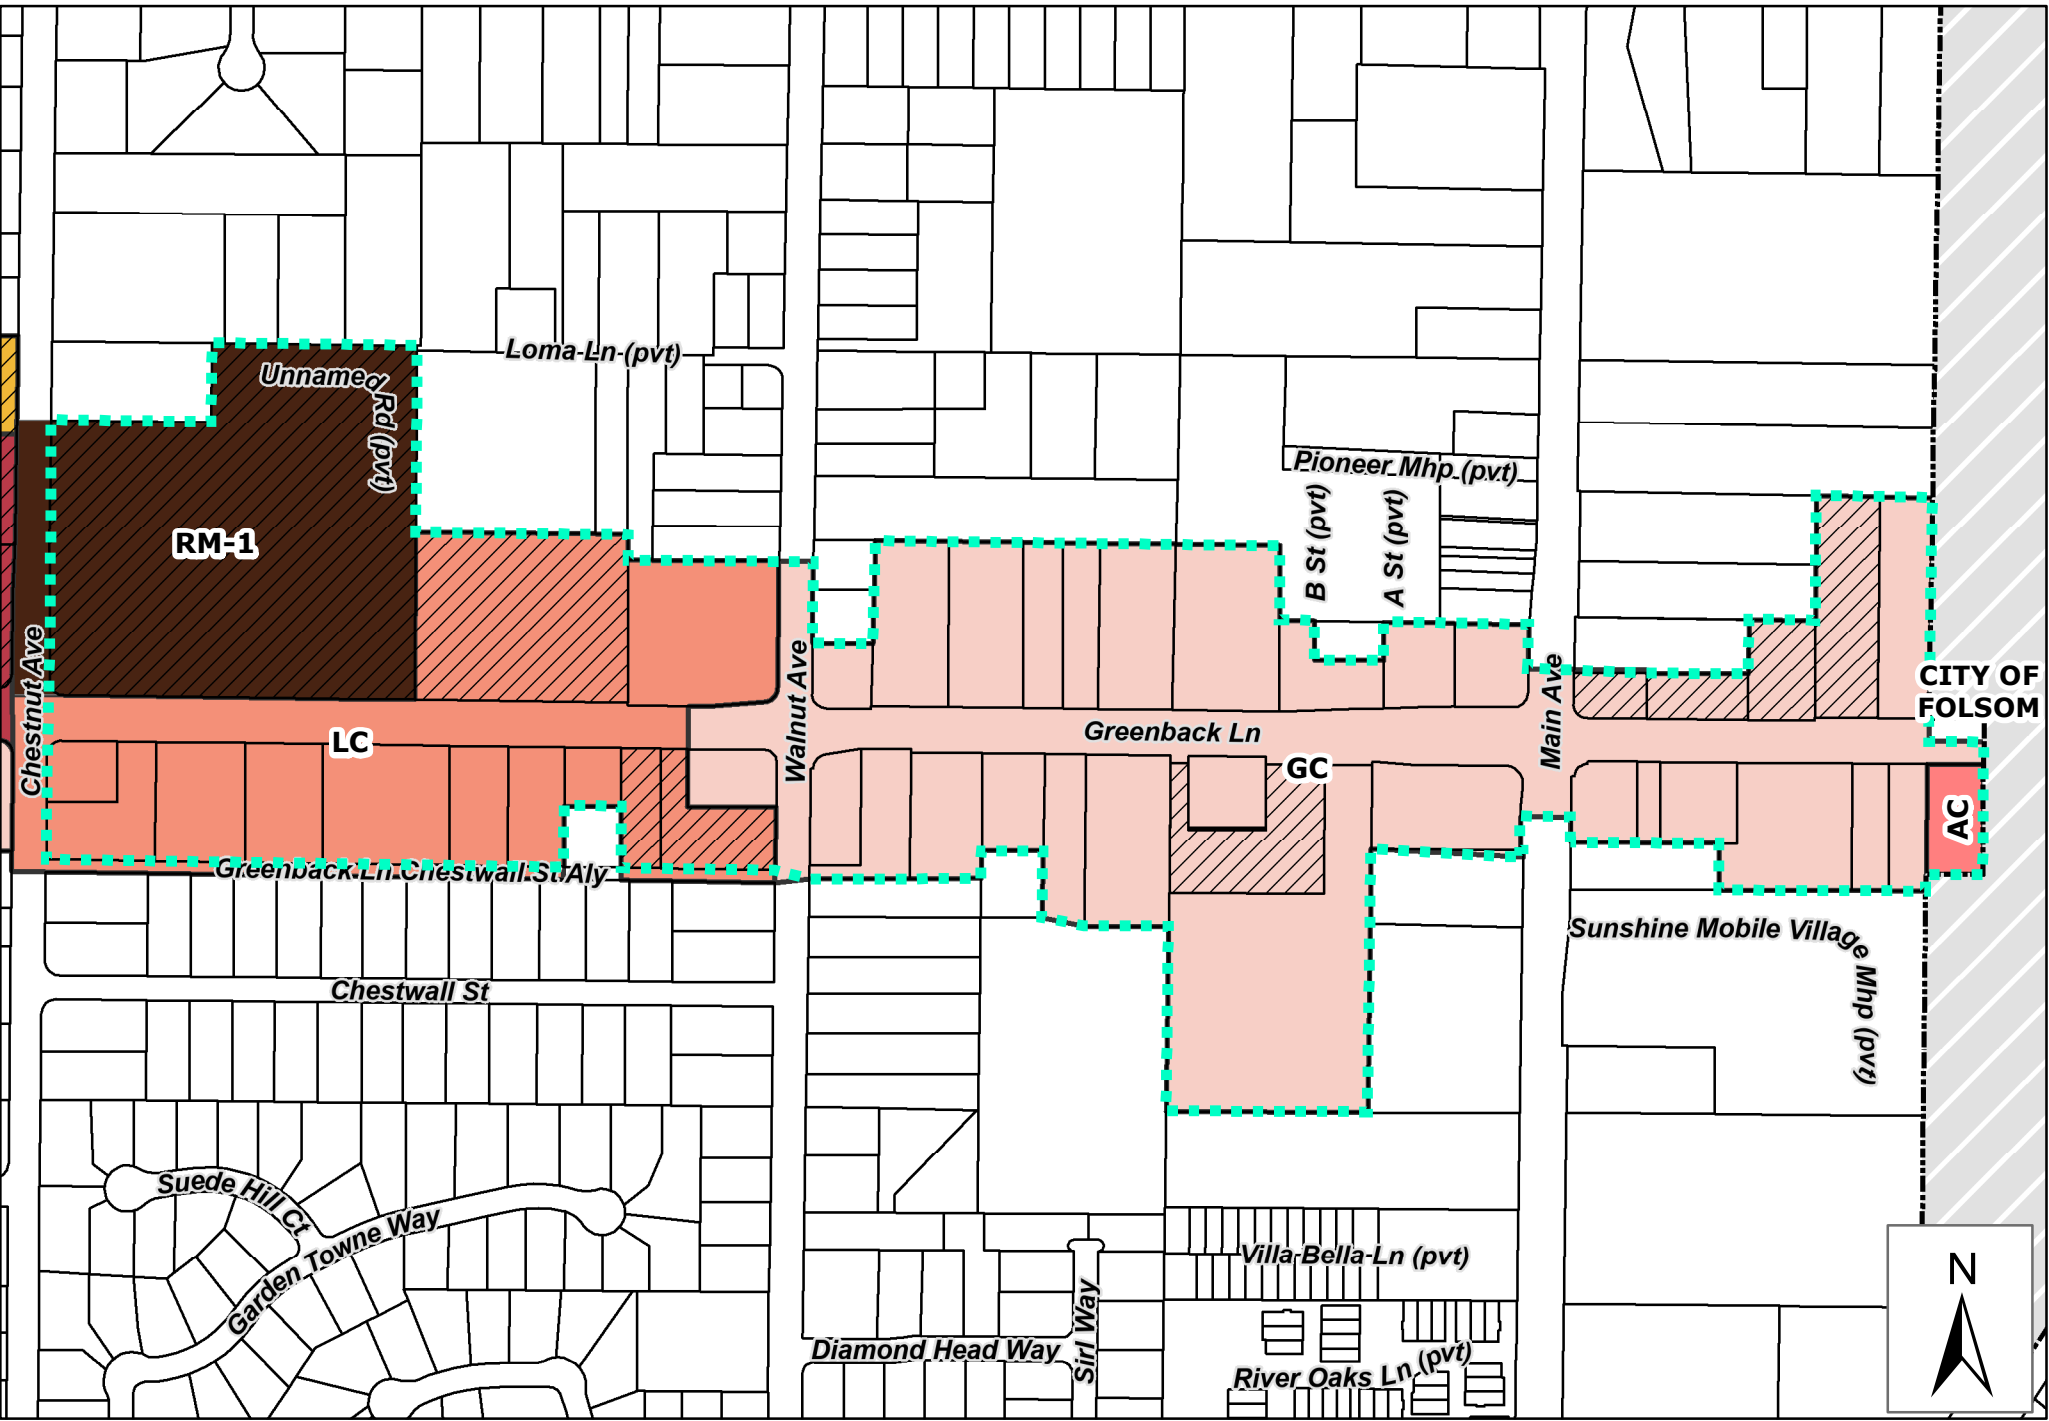 Loma Ln (pvt)
Unnamed Rd (pvt)
Pioneer Mhp (pvt)
B St (pvt)
A St (pvt)
RM-1
Chestnut Ave
Walnut Ave
Main Ave
CITY OF
FOLSOM
Greenback Ln
LC
GC
AC
Greenback Ln Chestwall St Aly
Sunshine Mobile Village Mhp (pvt)
Chestwall St
Suede Hill Ct
Garden Towne Way
Villa Bella Ln (pvt)
N
Sirl Way
Diamond Head Way
River Oaks Ln (pvt)